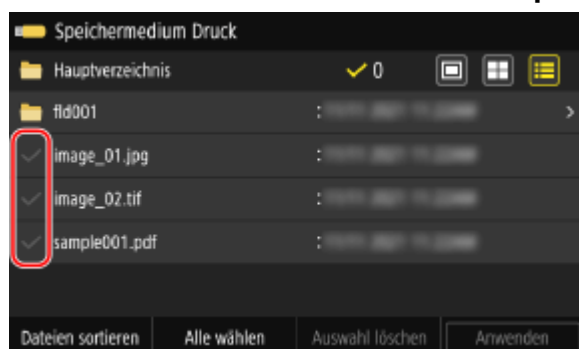 Speichermedium Druck
Hauptverzeichnis 0
fld001 :
image_01.jpg :
image_02.tif :
sample001.pdf :
Dateien sortieren Alle wählen Auswahl löschen Anwenden